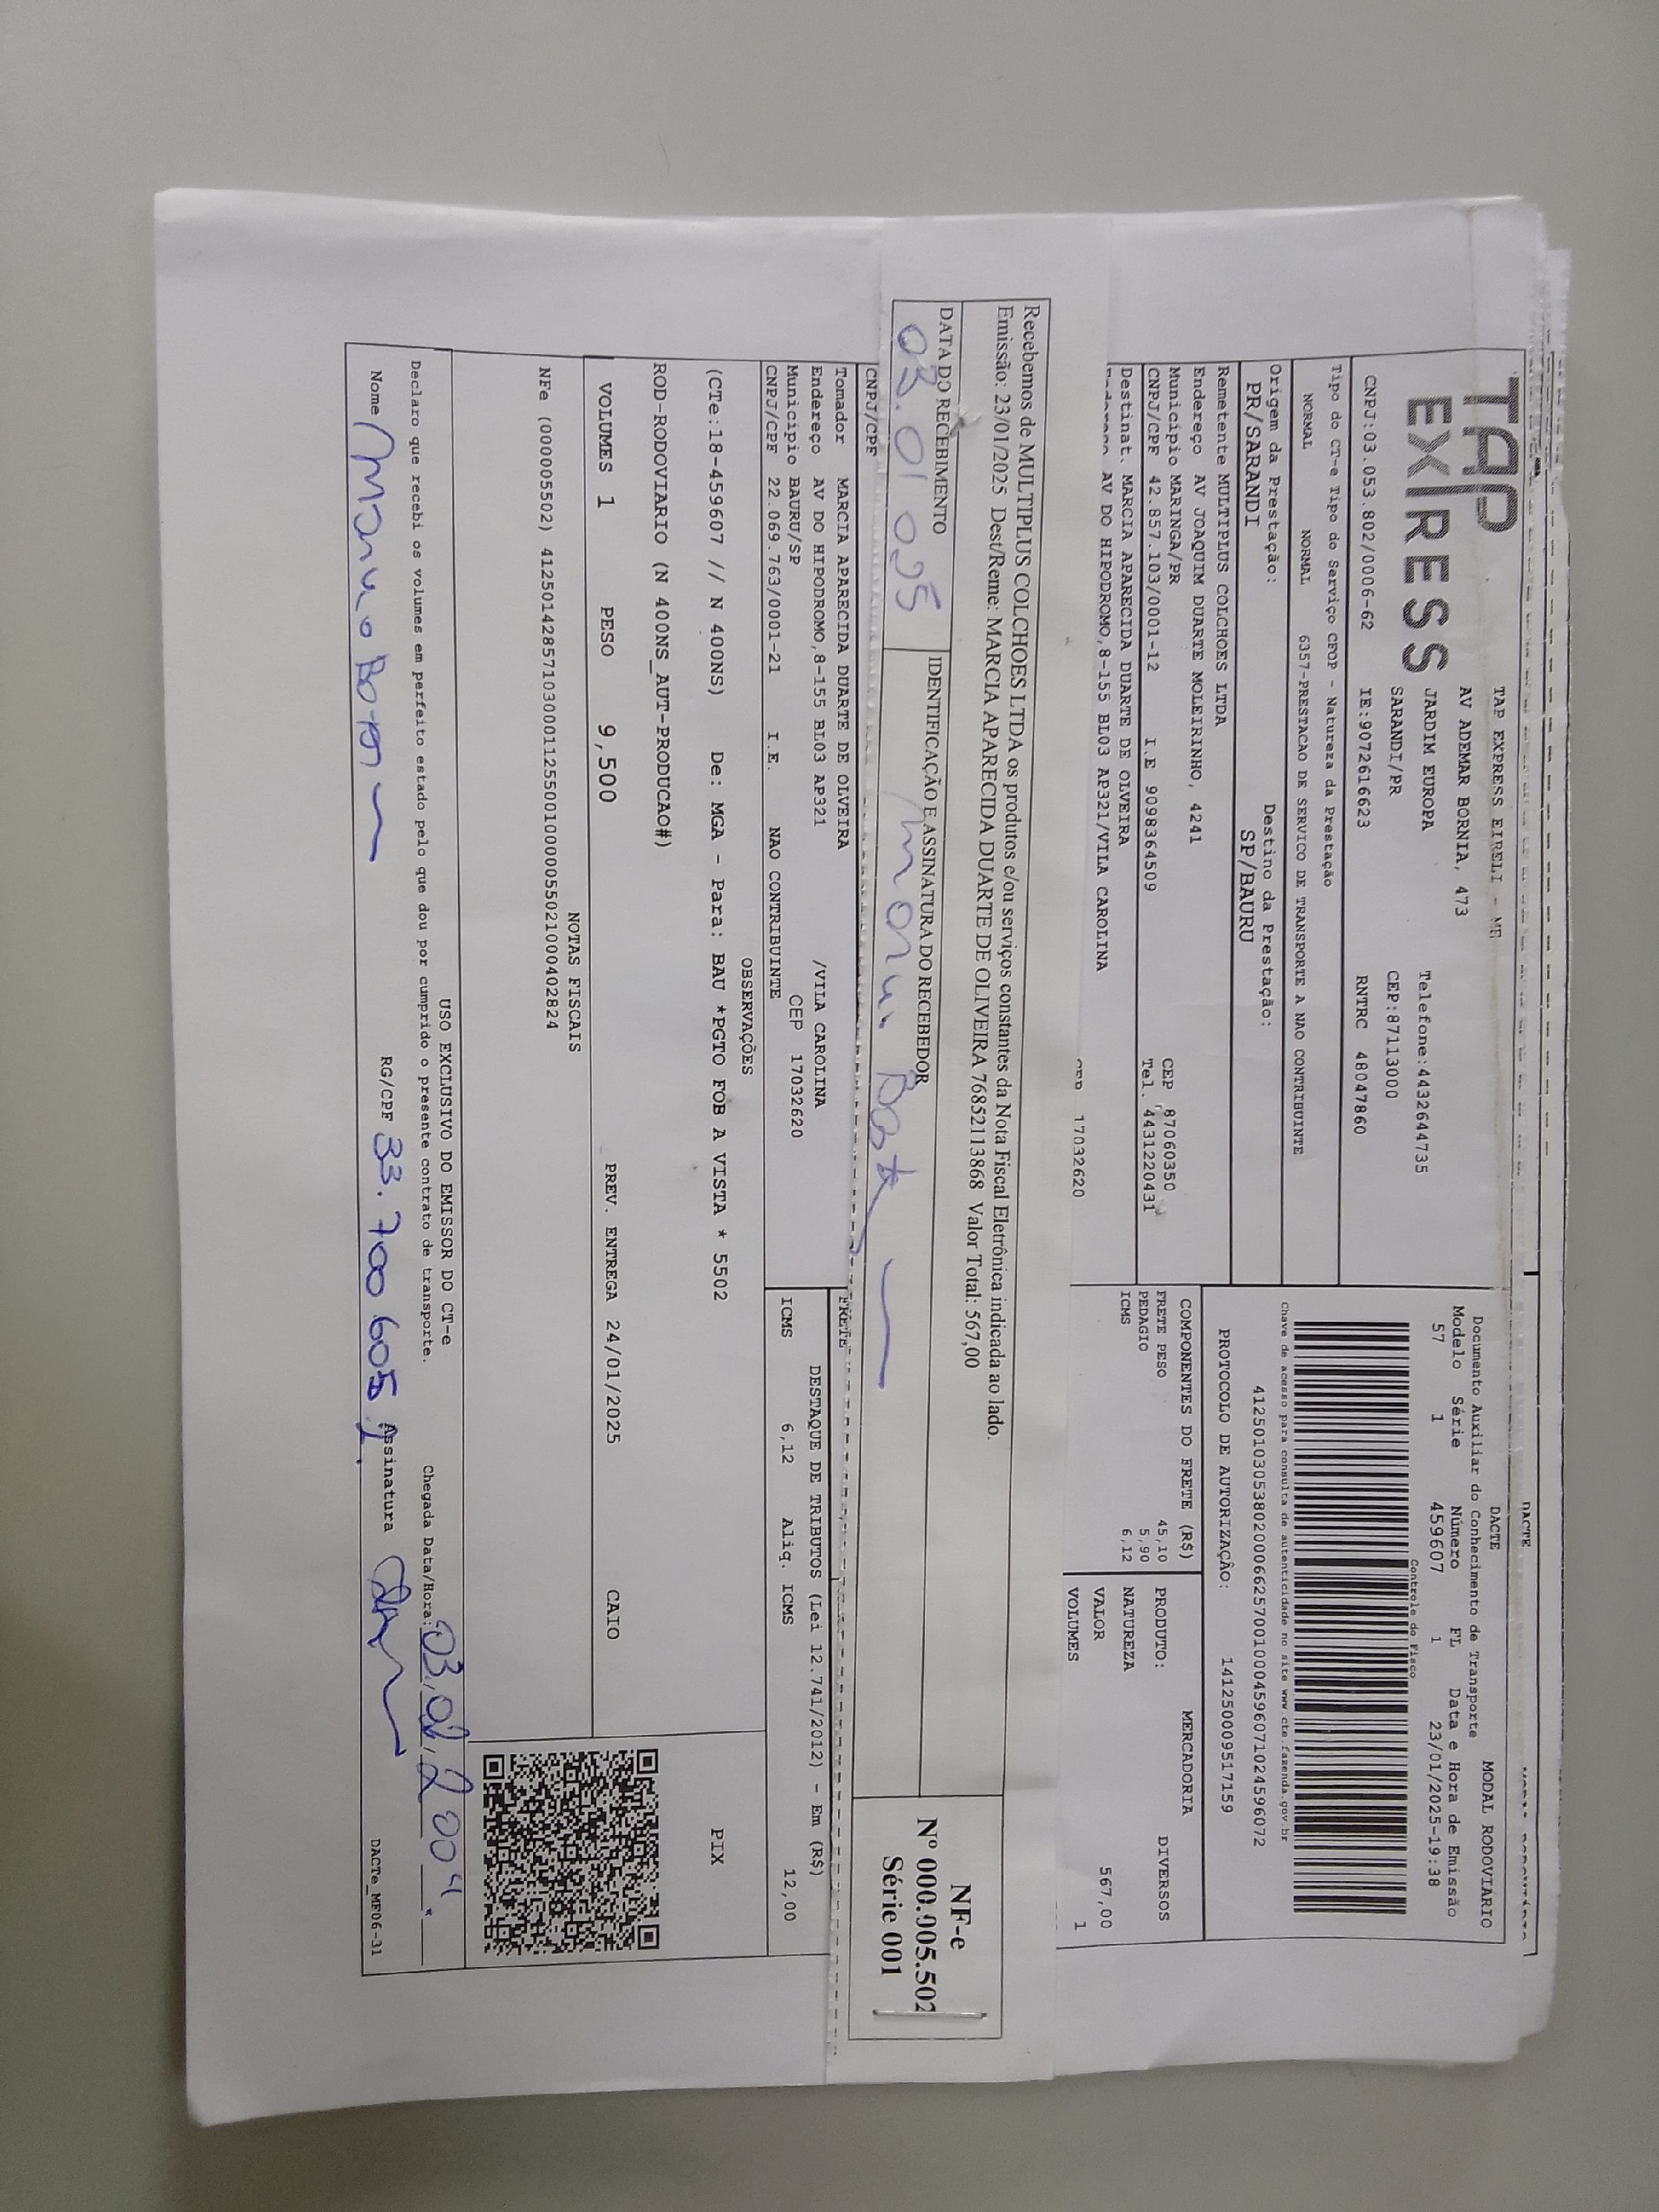 DACTE
TAP
EXPRESS
TAP EXPRESS EIRELI - ME
AV ADEMAR BORNIA, 473
JARDIM EUROPA
Telefone:4432644735
SARANDI/PR
CEP:87113000
CNPJ:03.053.802/0006-62
IE:9072616623
RNTRC 48047860
DACTE
MODAL RODOVIÁRIO
Documento Auxiliar do Conhecimento de Transporte
Modelo Série Número FL Data e Hora de Emissão
57 1 459607 1 23/01/2025-19:38
Controle do Fisco
Tipo do CT-e Tipo do Serviço CFOP - Natureza da Prestação
NORMAL NORMAL 6357-PRESTACAO DE SERVICO DE TRANSPORTE A NAO CONTRIBUINTE
Chave de acesso para consulta de autenticidade no site www.cte.fazenda.gov.br
41250103053802000662570010004596071024596072
Origem da Prestação: Destino da Prestação:
PR/SARANDI SP/BAURU
PROTOCOLO DE AUTORIZAÇÃO: 141250009517159
Remetente MULTIPLUS COLCHOES LTDA
Endereço AV JOAQUIM DUARTE MOLEIRINHO, 4241
Município MARINGA/PR CEP 87060350
CNPJ/CPF 42.857.103/0001-12 I.E 9098364509 Tel. 4431220431
COMPONENTES DO FRETE (R$)
FRETE PESO 45,10
PEDAGIO 5,90
ICMS 6,12
MERCADORIA
PRODUTO: DIVERSOS
NATUREZA
VALOR 567,00
VOLUMES 1
Destinat. MARCIA APARECIDA DUARTE DE OLVEIRA
AV DO HIPODROMO,8-155 BL03 AP321/VILA CAROLINA
17032620
Recebemos de MULTIPLUS COLCHOES LTDA os produtos e/ou serviços constantes da Nota Fiscal Eletrônica indicada ao lado.
Emissão: 23/01/2025 Dest/Reme: MARCIA APARECIDA DUARTE DE OLIVEIRA 76852113868 Valor Total: 567,00
DATA DO RECEBIMENTO
IDENTIFICAÇÃO E ASSINATURA DO RECEBEDOR
NF-e
Nº 000.005.502
Série 001
CNPJ/CPF
FRETE
Tomador MARCIA APARECIDA DUARTE DE OLVEIRA
Endereço AV DO HIPODROMO,8-155 BL03 AP321 /VILA CAROLINA
Município BAURU/SP CEP 17032620
CNPJ/CPF 22.069.763/0001-21 I.E. NAO CONTRIBUINTE
DESTAQUE DE TRIBUTOS (Lei 12.741/2012) - Em (R$)
ICMS 6,12 Aliq. ICMS 12,00
OBSERVAÇÕES
(CTe:18-459607 // N 400NS) De: MGA - Para: BAU *PGTO FOB A VISTA * 5502
PIX
ROD-RODOVIARIO (N 400NS_AUT-PRODUCAO#)
VOLUMES 1 PESO 9,500 PREV. ENTREGA 24/01/2025 CAIO
NOTAS FISCAIS
NFe (000005502) 41250142857103000112550010000055021000402824
USO EXCLUSIVO DO EMISSOR DO CT-e
Declaro que recebi os volumes em perfeito estado pelo que dou por cumprido o presente contrato de transporte.
Chegada Data/Hora:
Nome RG/CPF 33.700.605 Assinatura
DACTe_MF06-31